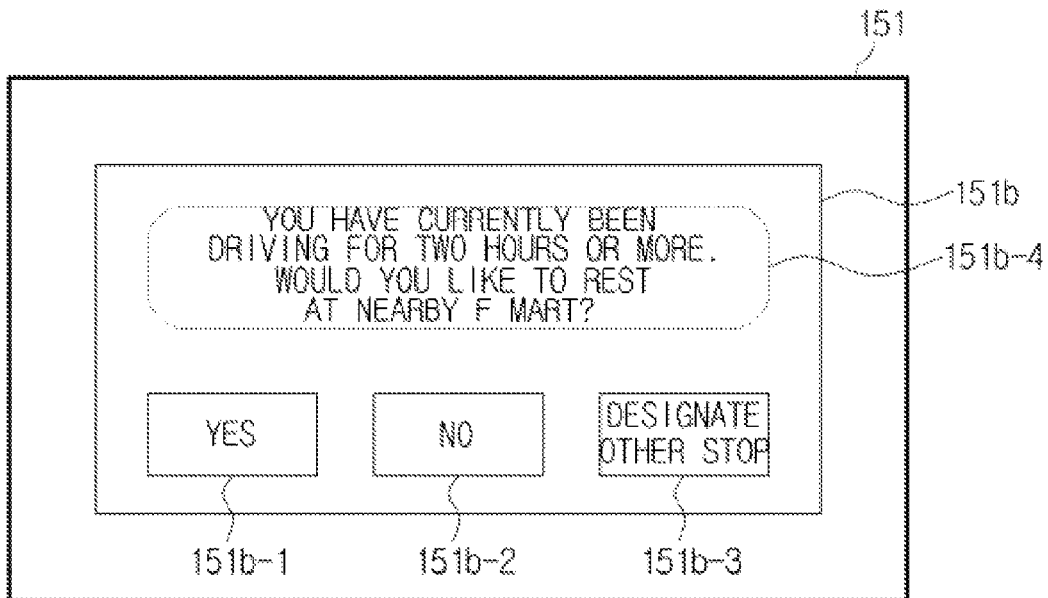 151
151b
YOU HAVE CURRENTLY BEEN
DRIVING FOR TWO HOURS OR MORE.
WOULD YOU LIKE TO REST
AT NEARBY F MART?
151b-4
YES
NO
DESIGNATE
OTHER STOP
151b-1
151b-2
151b-3